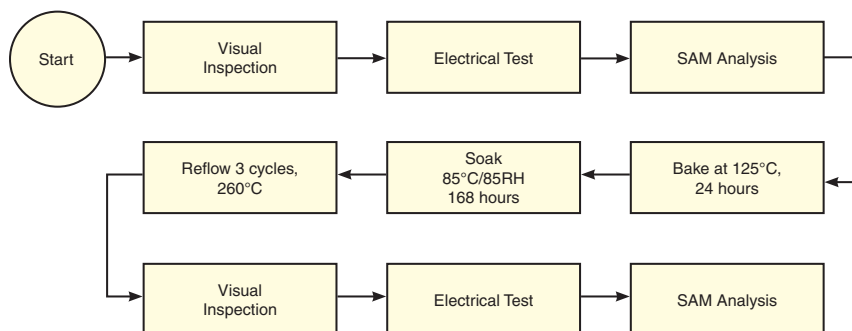 Start
Visual
Inspection
Electrical Test
SAM Analysis
Bake at 125°C,
24 hours
Soak
85°C/85RH
168 hours
Reflow 3 cycles,
260°C
Visual
Inspection
Electrical Test
SAM Analysis